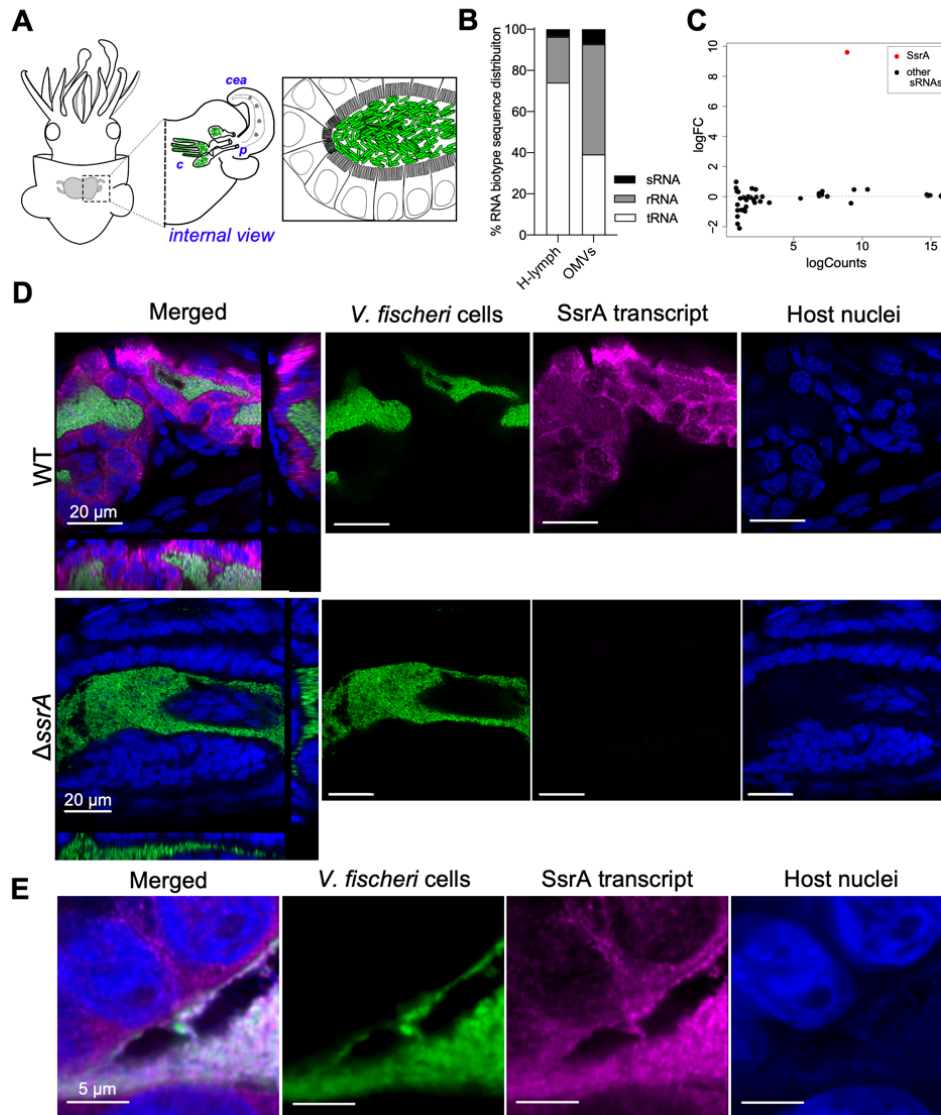 A
cea
c
p
internal view
B
% RNA biotype sequence distribuiton
100
80
60
40
20
0
H-lymph
OMVs
sRNA
rRNA
tRNA
C
logFC
10
8
6
4
2
0
−2
5
10
15
logCounts
SsrA
other
sRNAs
D
Merged
V. fischeri cells
SsrA transcript
Host nuclei
WT
20 µm
ΔssrA
20 µm
E
Merged
V. fischeri cells
SsrA transcript
Host nuclei
5 µm